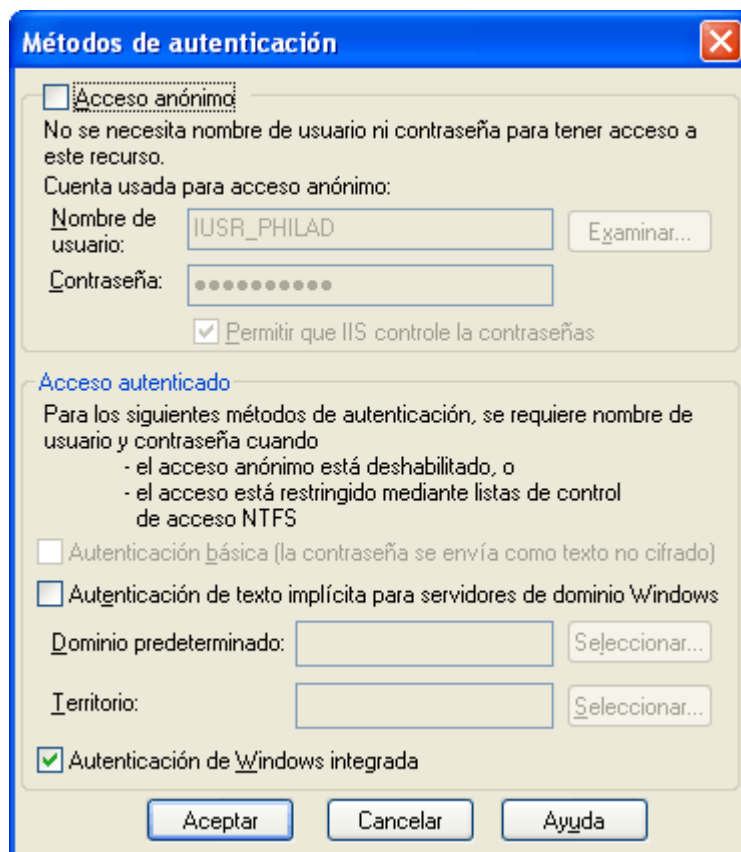 Métodos de autenticación
Acceso anónimo
No se necesita nombre de usuario ni contraseña para tener acceso a
este recurso.
Cuenta usada para acceso anónimo:
Nombre de
usuario:
IUSR_PHILAD
Examinar...
Contraseña:
●●●●●●●●●●
Permitir que IIS controle la contraseñas
Acceso autenticado
Para los siguientes métodos de autenticación, se requiere nombre de
usuario y contraseña cuando
- el acceso anónimo está deshabilitado, o
- el acceso está restringido mediante listas de control
de acceso NTFS
Autenticación básica (la contraseña se envía como texto no cifrado)
Autenticación de texto implícita para servidores de dominio Windows
Dominio predeterminado:
Seleccionar...
Territorio:
Seleccionar...
Autenticación de Windows integrada
Aceptar
Cancelar
Ayuda